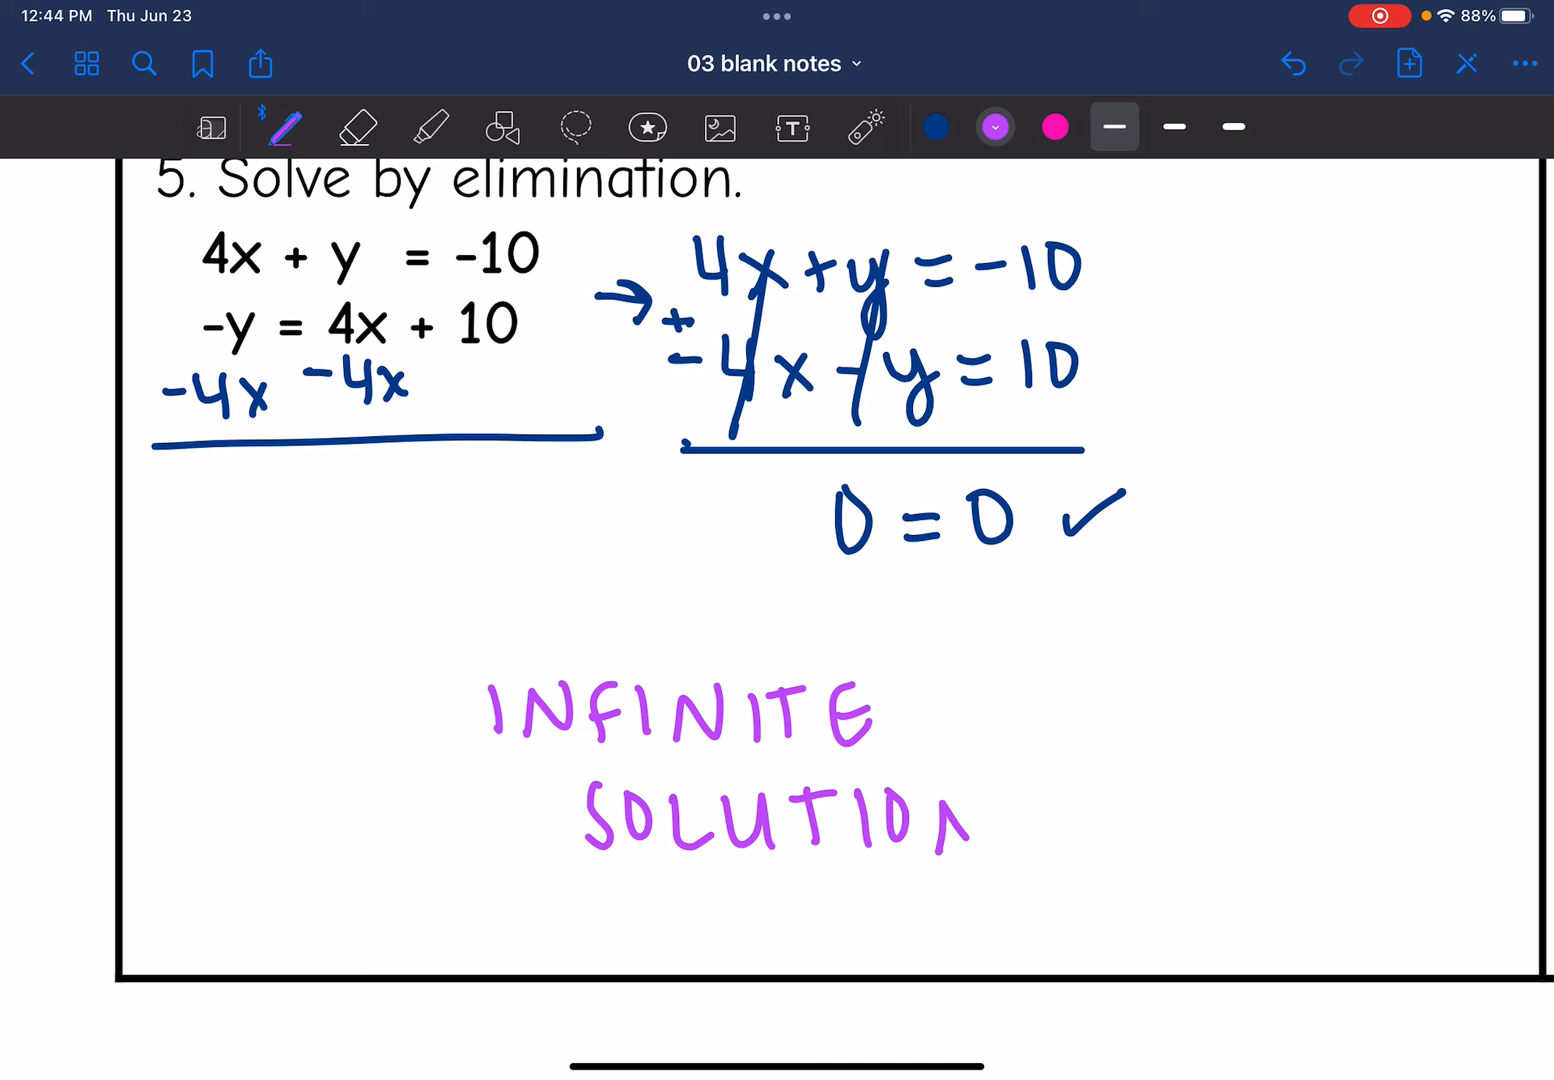 12:44 PM Thu Jun 23
88%
03 blank notes
5. Solve by elimination.
4x + y = -10
-y = 4x + 10
-4x -4x
→ 4x + y = -10
+ -4x - y = 10
0 = 0 ✓
INFINITE
SOLUTION